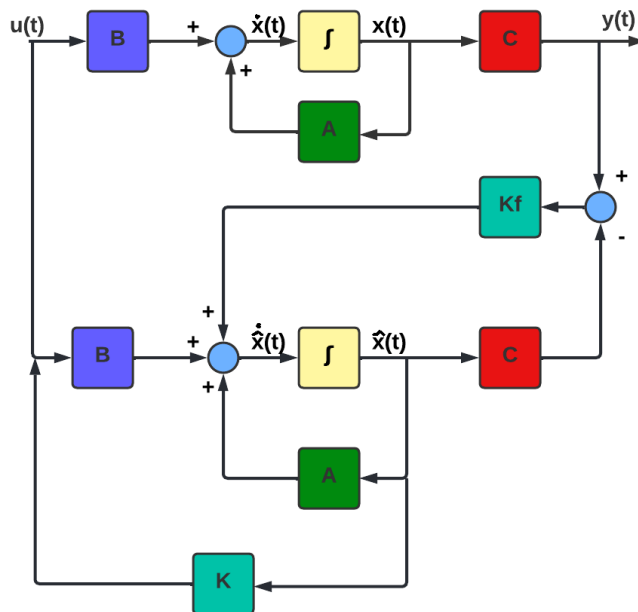 u(t)
B
+
+
ẋ(t)
∫
x(t)
C
y(t)
A
+
Kf
-
+
B
+
+
x̂̇(t)
∫
x̂(t)
C
A
K